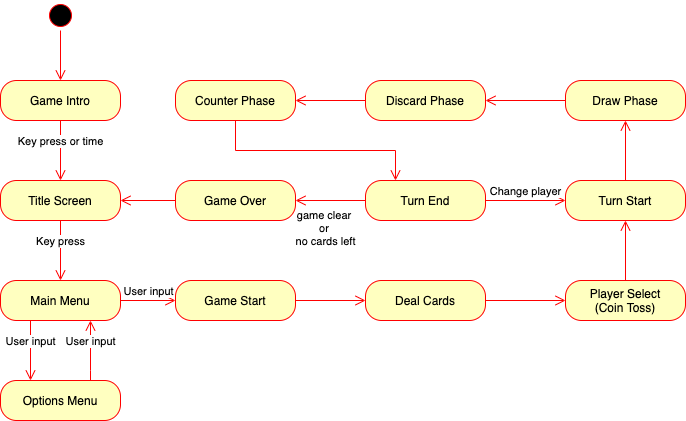 Game Intro
Counter Phase
Discard Phase
Draw Phase
Key press or time
Title Screen
Game Over
Turn End
Change player
Turn Start
game clear
or
no cards left
Key press
Main Menu
User input
Game Start
Deal Cards
Player Select
(Coin Toss)
User input
User input
Options Menu